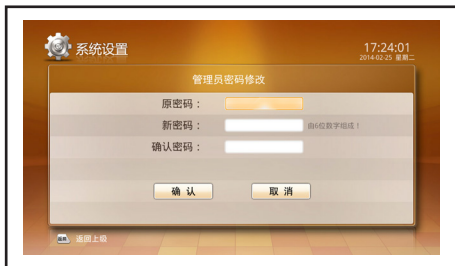 系统设置
17:24:01
2014-02-25 星期二
管理员密码修改
原密码：
新密码：
由6位数字组成！
确认密码：
确 认
取 消
返回上级